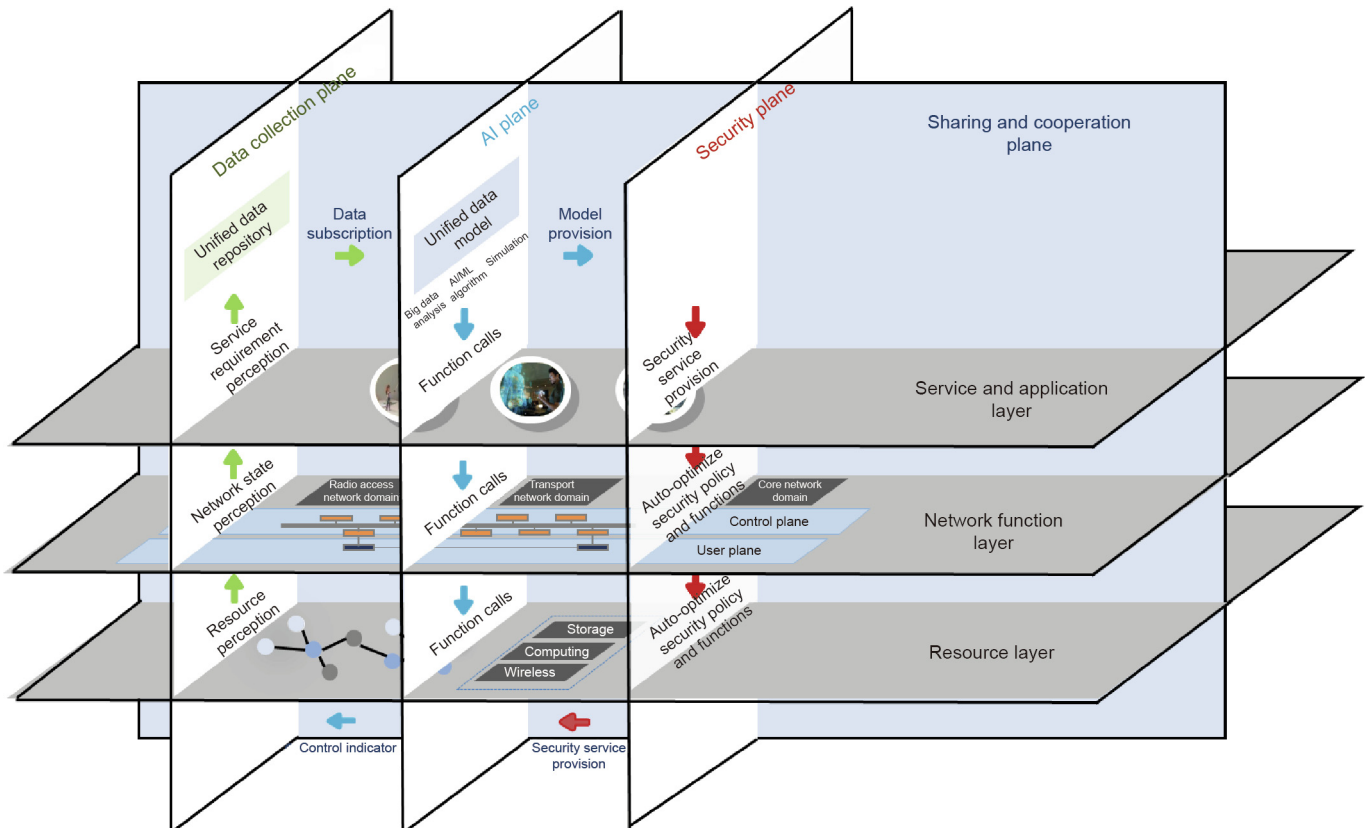 Data collection plane
AI plane
Security plane
Sharing and cooperation
plane
Unified data
repository
Data
subscription
Unified data
model
Model
provision
Big data
analysis
AI/ML
algorithm
Simulation
Service
requirement
perception
Function calls
Security
service
provision
Service and application
layer
Network state
perception
Radio access
network domain
Function calls
Transport
network domain
Auto-optimize
security policy
and functions
Core network
domain
Control plane
User plane
Network function
layer
Resource
perception
Function calls
Storage
Computing
Wireless
Auto-optimize
security policy
and functions
Resource layer
Control indicator
Security service
provision